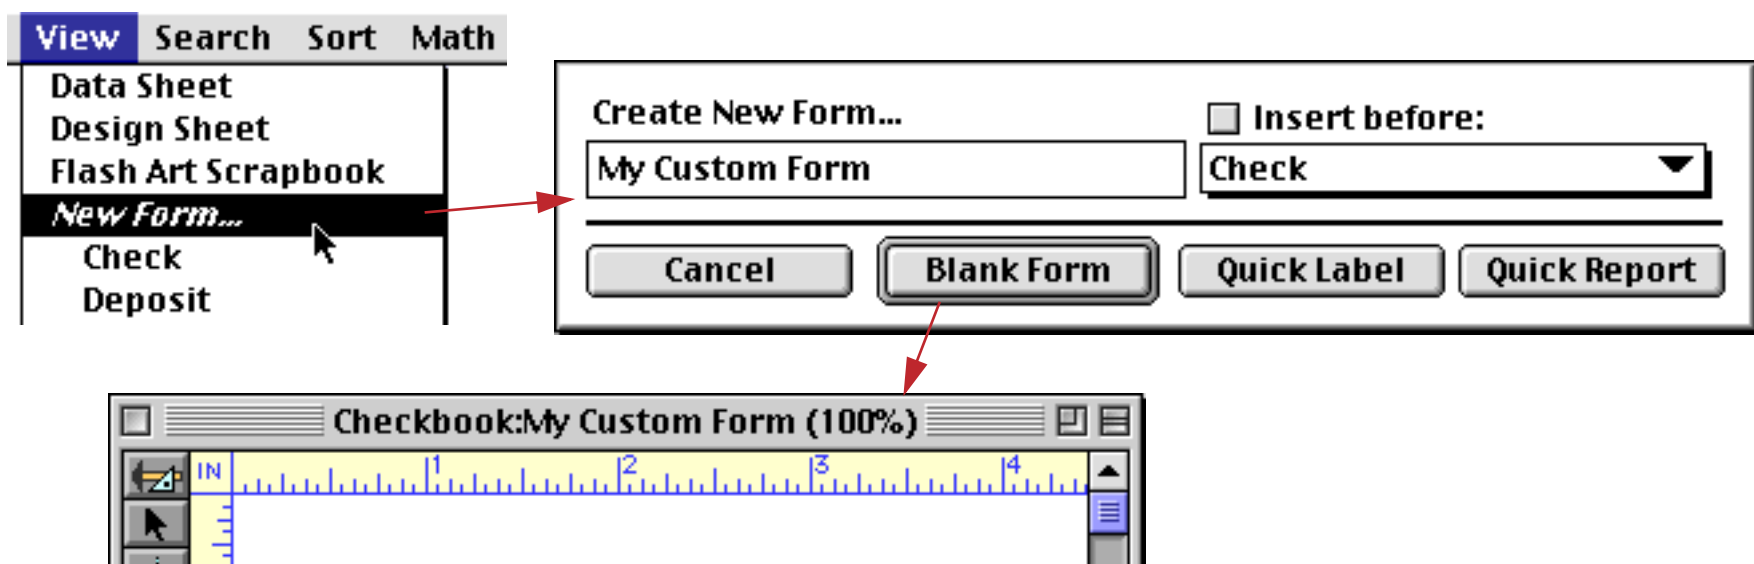 View Search Sort Math
Data Sheet
Design Sheet
Flash Art Scrapbook
New Form...
Check
Deposit
Create New Form...
Insert before:
My Custom Form
Check
Cancel
Blank Form
Quick Label
Quick Report
Checkbook:My Custom Form (100%)
IN 1 2 3 4